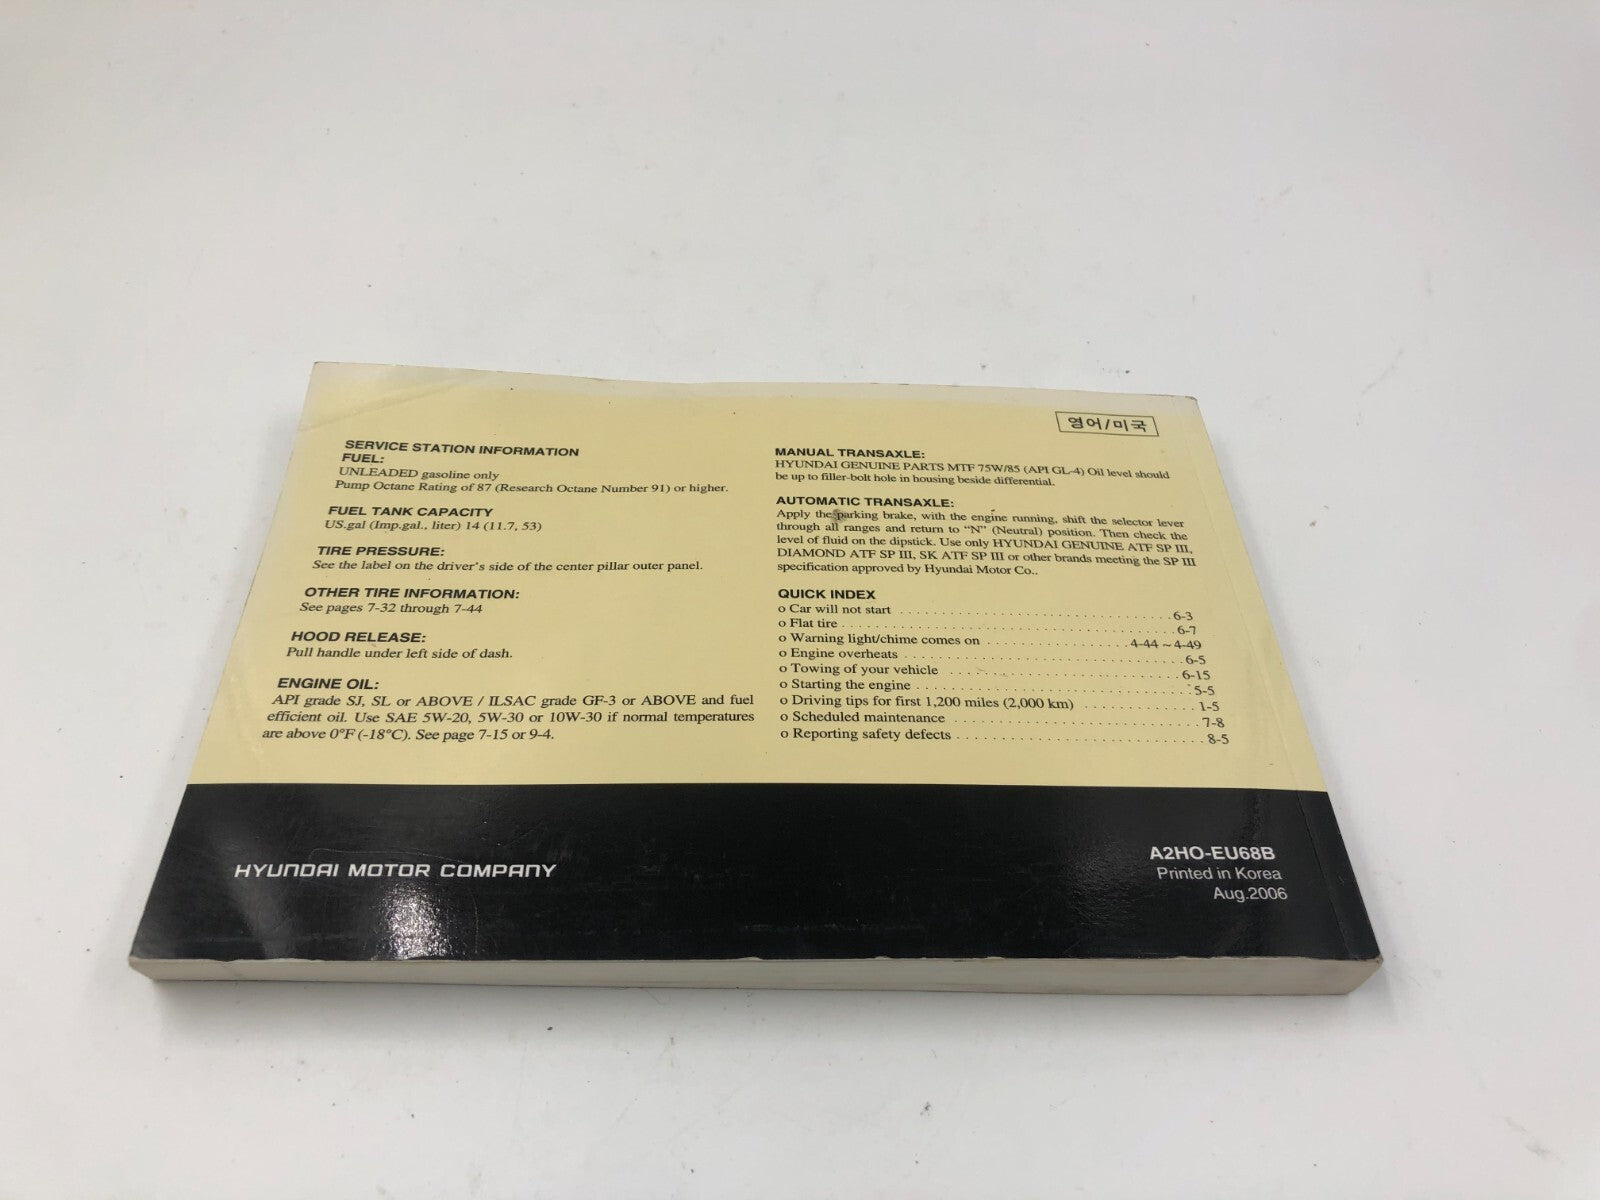 영어/미국
SERVICE STATION INFORMATION
FUEL:
UNLEADED gasoline only
Pump Octane Rating of 87 (Research Octane Number 91) or higher.
FUEL TANK CAPACITY
US.gal (Imp.gal., liter) 14 (11.7, 53)
TIRE PRESSURE:
See the label on the driver's side of the center pillar outer panel.
OTHER TIRE INFORMATION:
See pages 7-32 through 7-44
HOOD RELEASE:
Pull handle under left side of dash.
ENGINE OIL:
API grade SJ, SL or ABOVE / ILSAC grade GF-3 or ABOVE and fuel
efficient oil. Use SAE 5W-20, 5W-30 or 10W-30 if normal temperatures
are above 0°F (-18°C). See page 7-15 or 9-4.
MANUAL TRANSAXLE:
HYUNDAI GENUINE PARTS MTF 75W/85 (API GL-4) Oil level should
be up to filler-bolt hole in housing beside differential.
AUTOMATIC TRANSAXLE:
Apply the parking brake, with the engine running, shift the selector lever
through all ranges and return to "N" (Neutral) position. Then check the
level of fluid on the dipstick. Use only HYUNDAI GENUINE ATF SP III,
DIAMOND ATF SP III, SK ATF SP III or other brands meeting the SP III
specification approved by Hyundai Motor Co..
QUICK INDEX
o Car will not start . . . . . . . . . . . . . . . . . . . . 6-3
o Flat tire . . . . . . . . . . . . . . . . . . . . 6-7
o Warning light/chime comes on . . . . . . . . . . 4-44 ~ 4-49
o Engine overheats . . . . . . . . . . . . . . . . . . . . 6-5
o Towing of your vehicle . . . . . . . . . . . . . . . . 6-15
o Starting the engine . . . . . . . . . . . . . . . . . . . . 5-5
o Driving tips for first 1,200 miles (2,000 km) . . . . . . . . . . 1-5
o Scheduled maintenance . . . . . . . . . . . . . . . . 7-8
o Reporting safety defects . . . . . . . . . . . . . . . . 8-5
HYUNDAI MOTOR COMPANY
A2HO-EU68B
Printed in Korea
Aug.2006